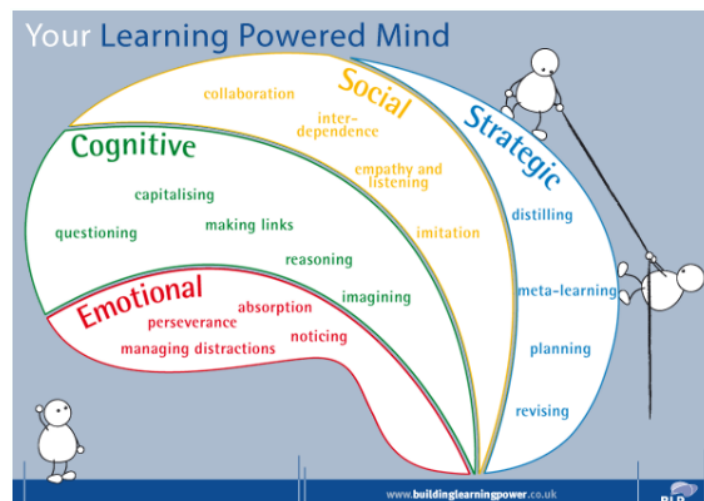 Your Learning Powered Mind
Social
collaboration
inter-
dependence
empathy and
listening
imitation
Strategic
distilling
meta-learning
planning
revising
Cognitive
capitalising
questioning
making links
reasoning
imagining
Emotional
absorption
perseverance
noticing
managing distractions
www.buildinglearningpower.co.uk
BLP